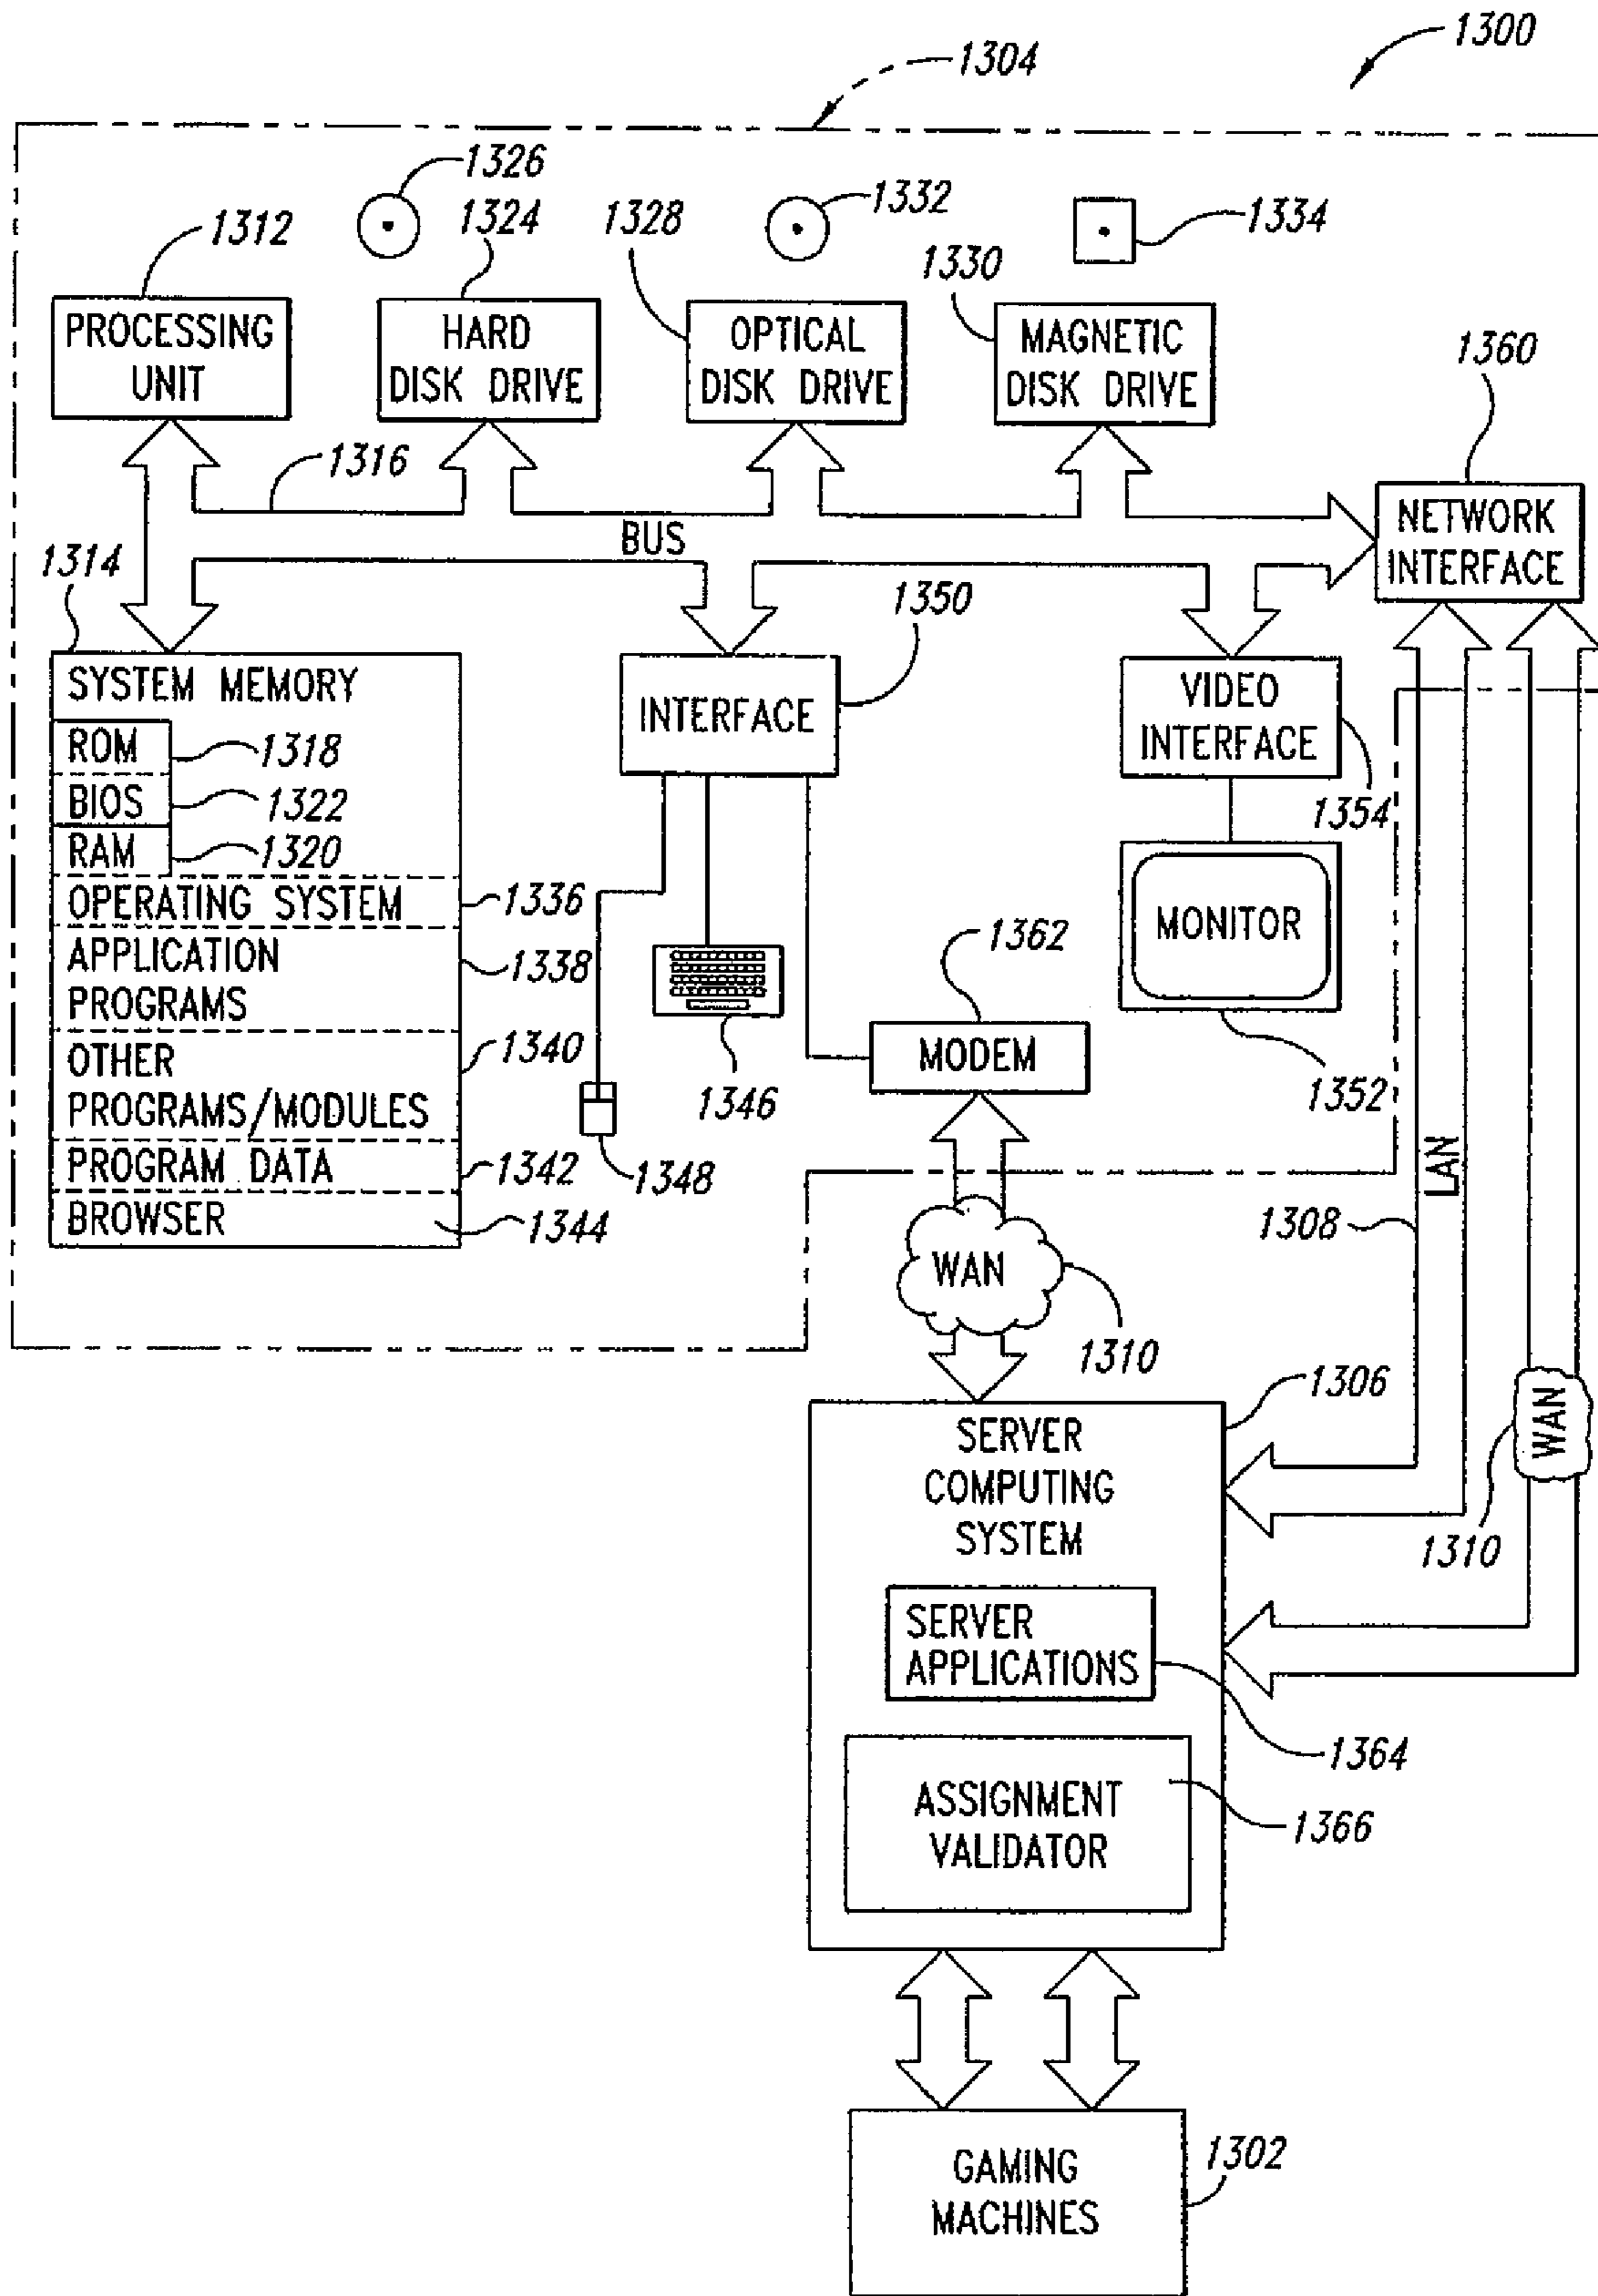 1300
1304
1326
1332
1334
1312
1324
1328
1330
PROCESSING
UNIT
HARD
DISK DRIVE
OPTICAL
DISK DRIVE
MAGNETIC
DISK DRIVE
1360
1316
NETWORK
INTERFACE
BUS
1314
1350
SYSTEM MEMORY
INTERFACE
VIDEO
INTERFACE
ROM
1318
BIOS
1322
1354
RAM
1320
OPERATING SYSTEM
1336
MONITOR
APPLICATION
PROGRAMS
1338
1362
OTHER
PROGRAMS/MODULES
1340
MODEM
1346
1352
PROGRAM DATA
1342
1348
LAN
BROWSER
1344
1308
WAN
1310
1306
WAN
SERVER
COMPUTING
SYSTEM
1310
SERVER
APPLICATIONS
1364
ASSIGNMENT
VALIDATOR
1366
GAMING
MACHINES
1302